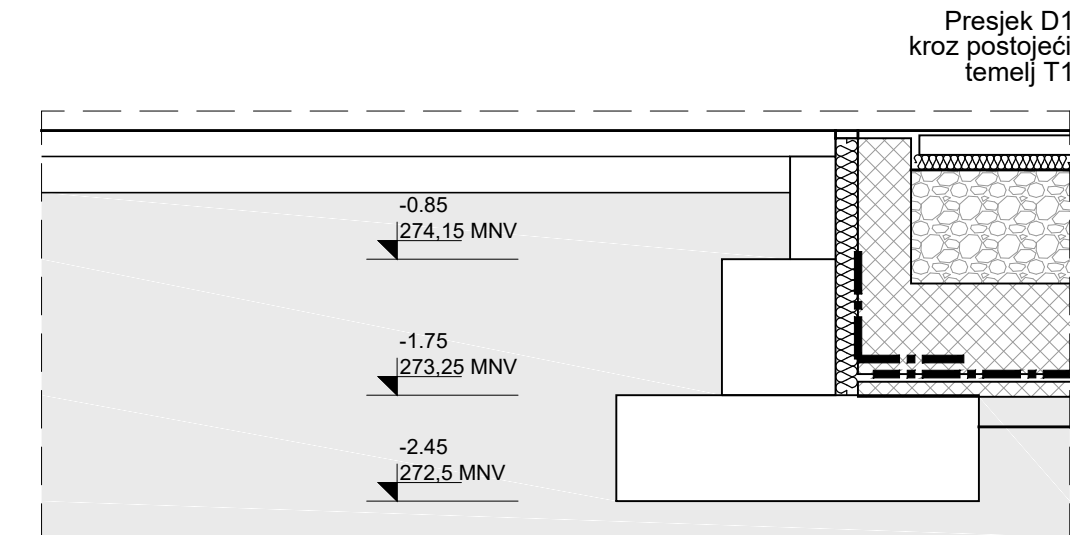 Presjek D1
kroz postojeći
temelj T1
-0.85
274,15 MNV
-1.75
273,25 MNV
-2.45
272,5 MNV